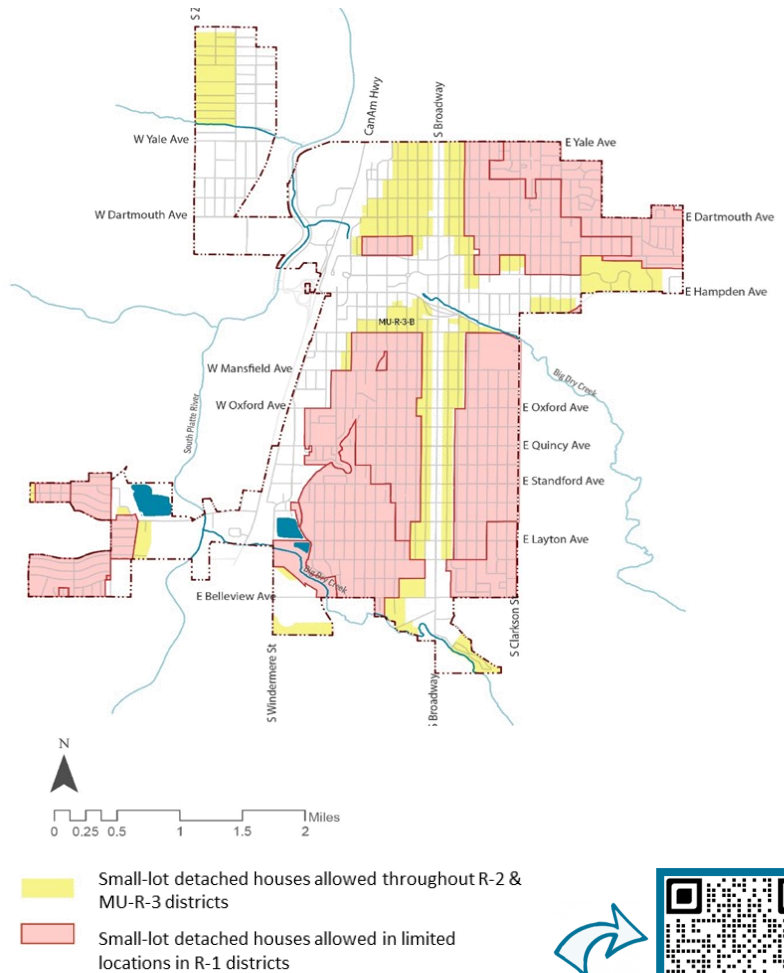 S Z
CanAm Hwy
S Broadway
W Yale Ave
E Yale Ave
W Dartmouth Ave
E Dartmouth Ave
E Hampden Ave
MU-R-3-B
W Mansfield Ave
Big Dry Creek
W Oxford Ave
E Oxford Ave
South Platte River
E Quincy Ave
E Standford Ave
E Layton Ave
Big Dry Creek
E Belleview Ave
S Clarkson St
S Windermere St
S Broadway
N
Miles
0 0.25 0.5 1 1.5 2
Small-lot detached houses allowed throughout R-2 &
MU-R-3 districts
Small-lot detached houses allowed in limited
locations in R-1 districts